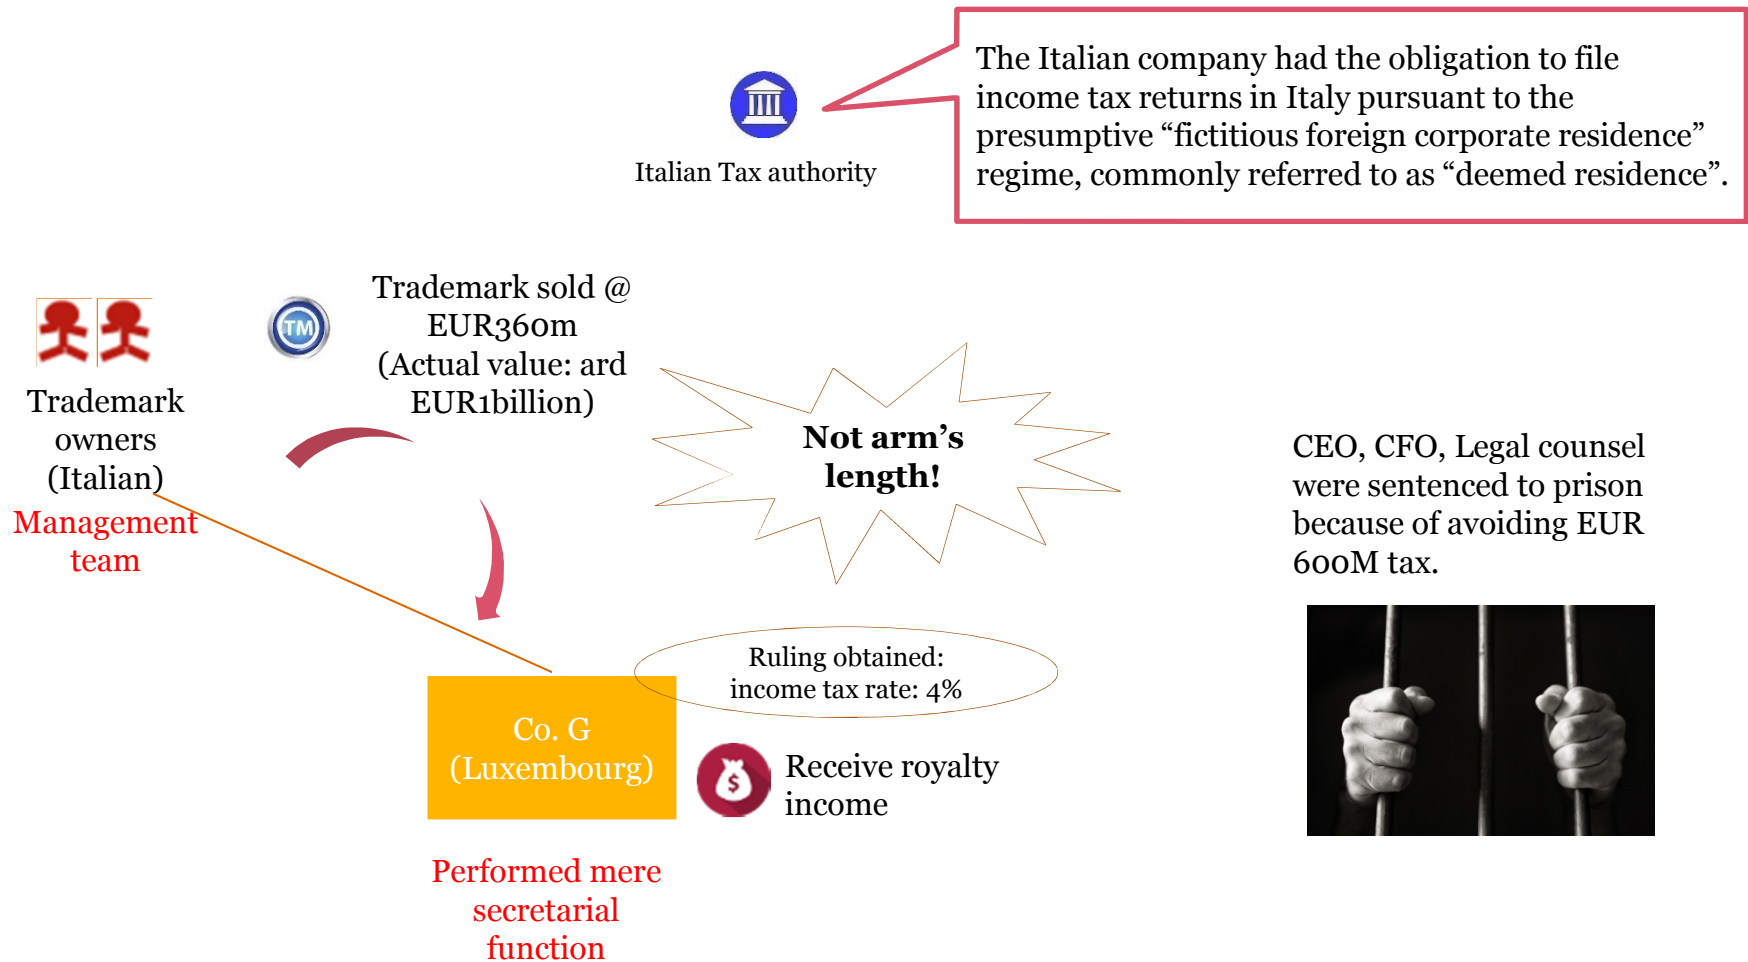 The Italian company had the obligation to file
income tax returns in Italy pursuant to the
presumptive “fictitious foreign corporate residence”
regime, commonly referred to as “deemed residence”.
Italian Tax authority
Trademark sold @
EUR360m
(Actual value: ard
EUR1billion)
TM
Trademark
owners
(Italian)
Management
team
Not arm’s
length!
CEO, CFO, Legal counsel
were sentenced to prison
because of avoiding EUR
600M tax.
Ruling obtained:
income tax rate: 4%
Co. G
(Luxembourg)
$
Receive royalty
income
Performed mere
secretarial
function